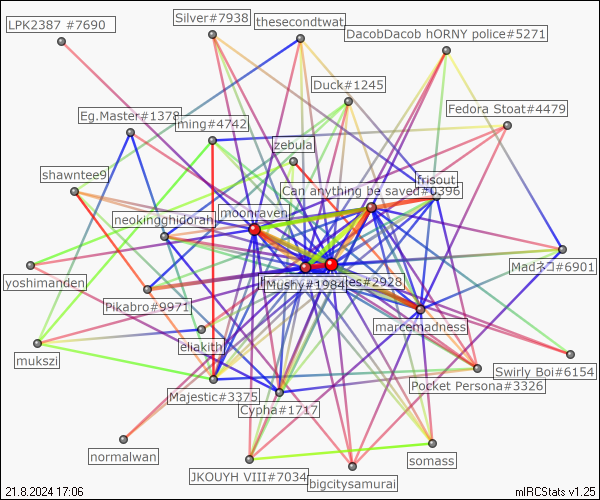 LPK2387 #7690
Silver#7938
thesecondtwat
DacobDacob hORNY police#5271
Duck#1245
Fedora Stoat#4479
Eg.Master#1378
ming#4742
zebula
shawntee9
frisout
Can anything be saved#0396
neokingghidorah
moonraven
yoshimanden
Mushy#1984
es#2928
Madネコ#6901
Pikabro#9971
marcemadness
mukszi
eliakith
Swirly Boi#6154
Majestic#3375
Pocket Persona#3326
Cypha#1717
normalwan
somass
JKOUYH VIII#7034
bigcitysamurai
21.8.2024 17:06
mIRCStats v1.25